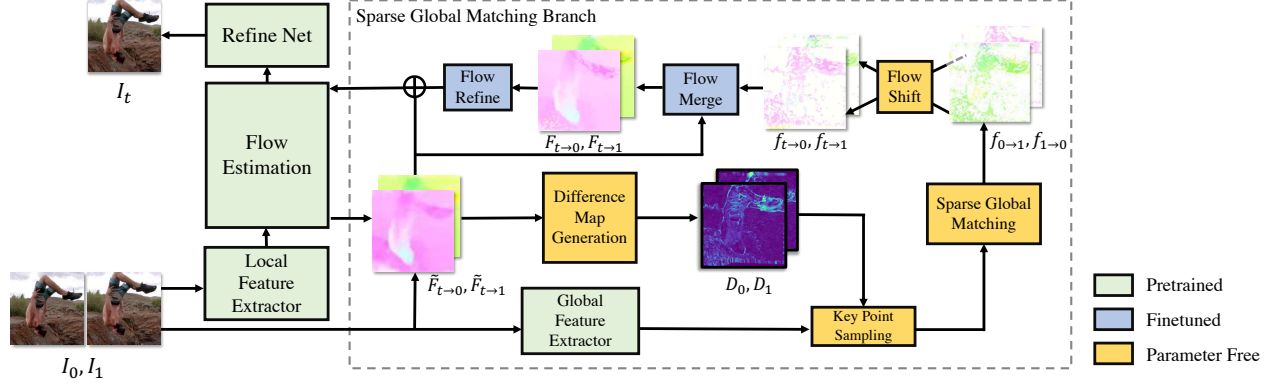 Sparse Global Matching Branch
Refine Net
I_t
Flow
Estimation
Local
Feature
Extractor
I_0, I_1
Flow
Refine
F_{t→0}, F_{t→1}
Flow
Merge
f_{t→0}, f_{t→1}
Flow
Shift
f_{0→1}, f_{1→0}
F̃_{t→0}, F̃_{t→1}
Difference
Map
Generation
D_0, D_1
Sparse Global
Matching
Global
Feature
Extractor
Key Point
Sampling
Pretrained
Finetuned
Parameter Free